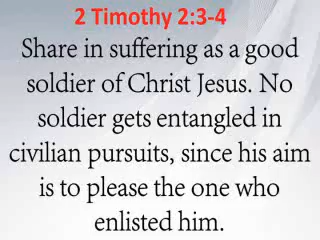 2 Timothy 2:3-4
Share in suffering as a good
soldier of Christ Jesus. No
soldier gets entangled in
civilian pursuits, since his aim
is to please the one who
enlisted him.